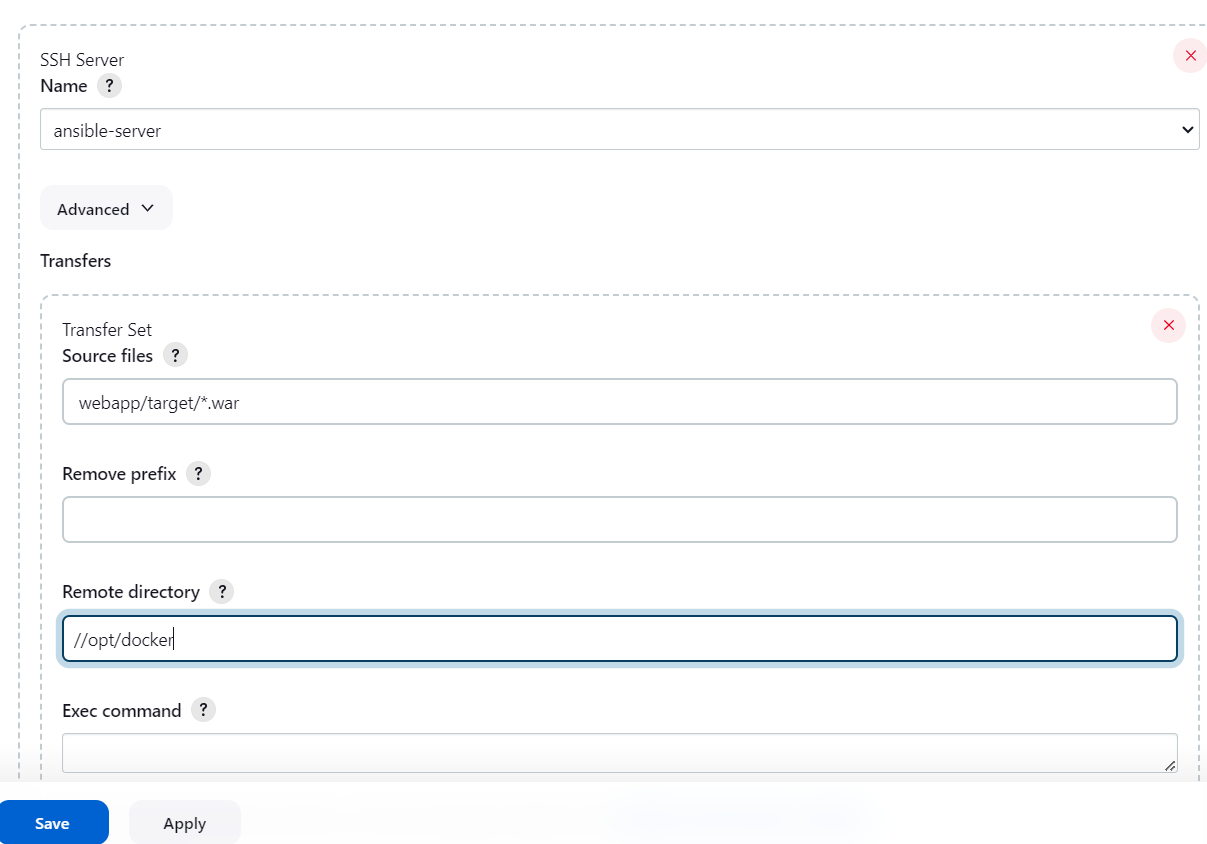 SSH Server
Name ?
ansible-server
Advanced
Transfers
Transfer Set
Source files ?
webapp/target/*.war
Remove prefix ?
Remote directory ?
//opt/docker
Exec command ?
Save Apply